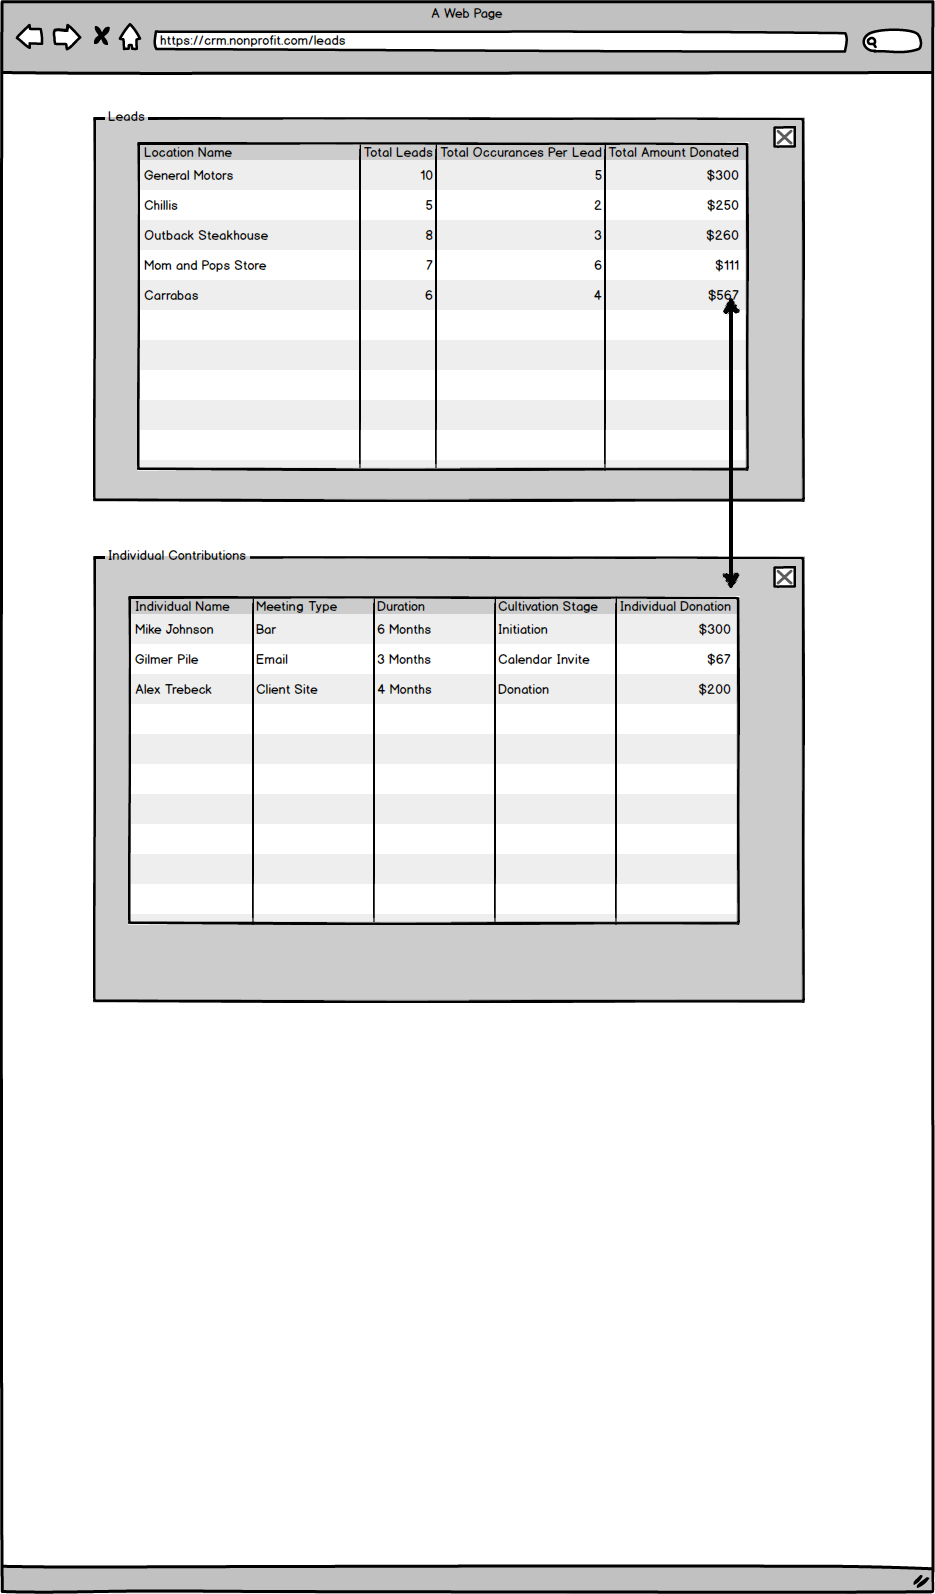 A Web Page
https://crm.nonprofit.com/leads
Leads
Location Name Total Leads Total Occurances Per Lead Total Amount Donated
General Motors 10 5 $300
Chillis 5 2 $250
Outback Steakhouse 8 3 $260
Mom and Pops Store 7 6 $111
Carrabas 6 4 $567
Individual Contributions
Individual Name Meeting Type Duration Cultivation Stage Individual Donation
Mike Johnson Bar 6 Months Initiation $300
Gilmer Pile Email 3 Months Calendar Invite $67
Alex Trebeck Client Site 4 Months Donation $200